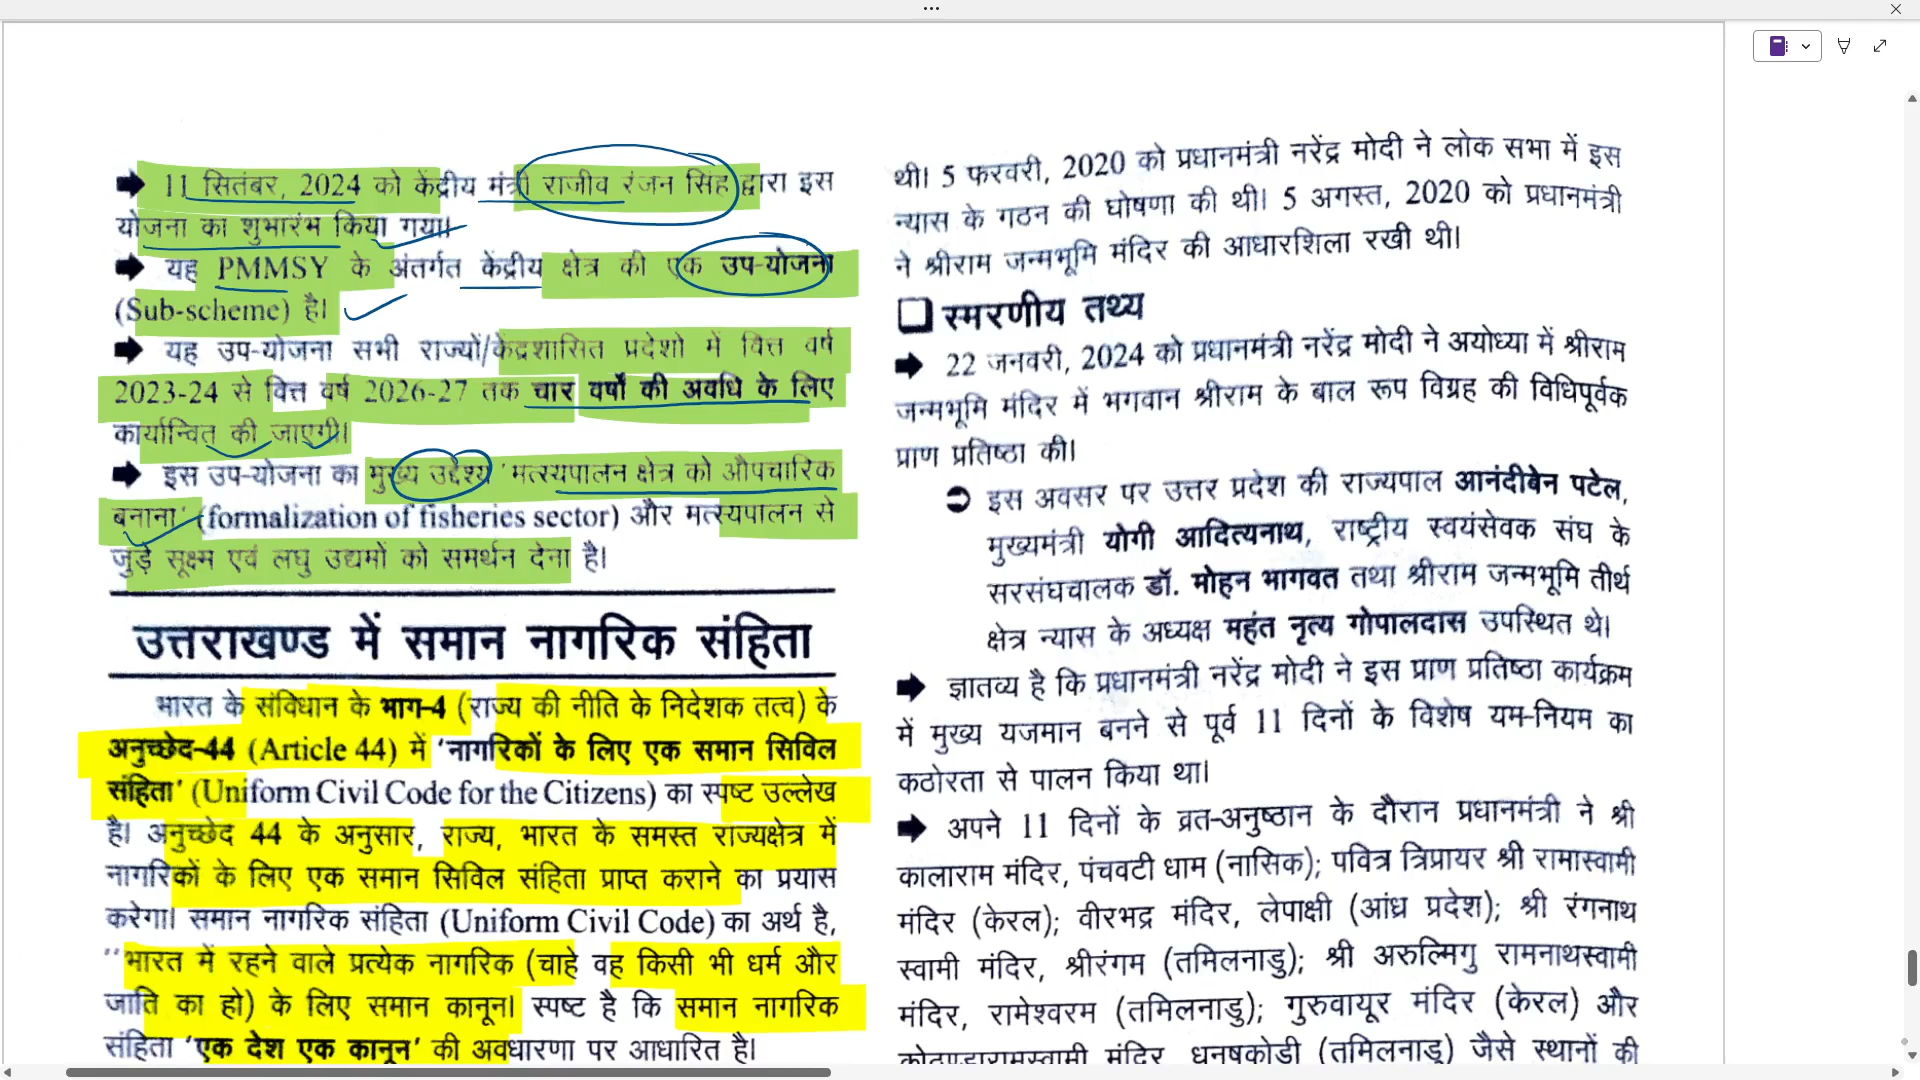 ➡ 11 सितंबर, 2024 को केंद्रीय मंत्री राजीव रंजन सिंह द्वारा इस
योजना का शुभारंभ किया गया।
➡ यह PMMSY के अंतर्गत केंद्रीय क्षेत्र की एक उप-योजना
(Sub-scheme) है।
➡ यह उप-योजना सभी राज्यों/केंद्रशासित प्रदेशो में वित्त वर्ष
2023-24 से वित्त वर्ष 2026-27 तक चार वर्षों की अवधि के लिए
कार्यान्वित की जाएगी।
➡ इस उप-योजना का मुख्य उद्देश्य 'मत्स्यपालन क्षेत्र को औपचारिक
बनाना' (formalization of fisheries sector) और मत्स्यपालन से
जुड़े सूक्ष्म एवं लघु उद्यमों को समर्थन देना है।
उत्तराखण्ड में समान नागरिक संहिता
भारत के संविधान के भाग-4 (राज्य की नीति के निदेशक तत्व) के
अनुच्छेद-44 (Article 44) में 'नागरिकों के लिए एक समान सिविल
संहिता' (Uniform Civil Code for the Citizens) का स्पष्ट उल्लेख
है। अनुच्छेद 44 के अनुसार, राज्य, भारत के समस्त राज्यक्षेत्र में
नागरिकों के लिए एक समान सिविल संहिता प्राप्त कराने का प्रयास
करेगा। समान नागरिक संहिता (Uniform Civil Code) का अर्थ है,
''भारत में रहने वाले प्रत्येक नागरिक (चाहे वह किसी भी धर्म और
जाति का हो) के लिए समान कानून। स्पष्ट है कि समान नागरिक
संहिता 'एक देश एक कानून' की अवधारणा पर आधारित है।
थी। 5 फरवरी, 2020 को प्रधानमंत्री नरेंद्र मोदी ने लोक सभा में इस
न्यास के गठन की घोषणा की थी। 5 अगस्त, 2020 को प्रधानमंत्री
ने श्रीराम जन्मभूमि मंदिर की आधारशिला रखी थी।
❑ स्मरणीय तथ्य
➡ 22 जनवरी, 2024 को प्रधानमंत्री नरेंद्र मोदी ने अयोध्या में श्रीराम
जन्मभूमि मंदिर में भगवान श्रीराम के बाल रूप विग्रह की विधिपूर्वक
प्राण प्रतिष्ठा की।
➲ इस अवसर पर उत्तर प्रदेश की राज्यपाल आनंदीबेन पटेल,
मुख्यमंत्री योगी आदित्यनाथ, राष्ट्रीय स्वयंसेवक संघ के
सरसंघचालक डॉ. मोहन भागवत तथा श्रीराम जन्मभूमि तीर्थ
क्षेत्र न्यास के अध्यक्ष महंत नृत्य गोपालदास उपस्थित थे।
➡ ज्ञातव्य है कि प्रधानमंत्री नरेंद्र मोदी ने इस प्राण प्रतिष्ठा कार्यक्रम
में मुख्य यजमान बनने से पूर्व 11 दिनों के विशेष यम-नियम का
कठोरता से पालन किया था।
➡ अपने 11 दिनों के व्रत-अनुष्ठान के दौरान प्रधानमंत्री ने श्री
कालाराम मंदिर, पंचवटी धाम (नासिक); पवित्र त्रिप्रायर श्री रामास्वामी
मंदिर (केरल); वीरभद्र मंदिर, लेपाक्षी (आंध्र प्रदेश); श्री रंगनाथ
स्वामी मंदिर, श्रीरंगम (तमिलनाडु); श्री अरुल्मिगु रामनाथस्वामी
मंदिर, रामेश्वरम (तमिलनाडु); गुरुवायूर मंदिर (केरल) और
कोदण्डारामस्वामी मंदिर, धनुषकोडी (तमिलनाडु) जैसे स्थानों की